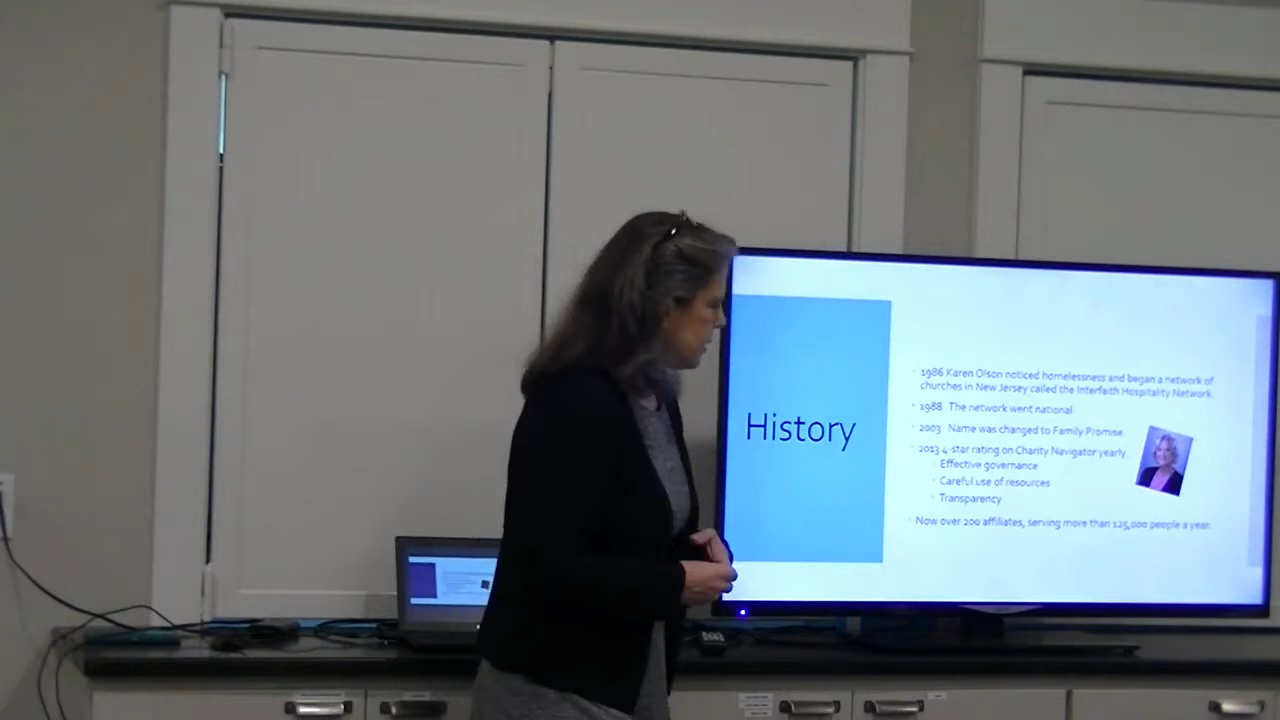 History
1986 Karen Olson noticed homelessness and began a network of
churches in New Jersey called the Interfaith Hospitality Network.
1988 The network went national
2003 Name was changed to Family Promise.
2013 4-star rating on Charity Navigator yearly.
Effective governance
Careful use of resources
Transparency
Now over 200 affiliates, serving more than 125,000 people a year.